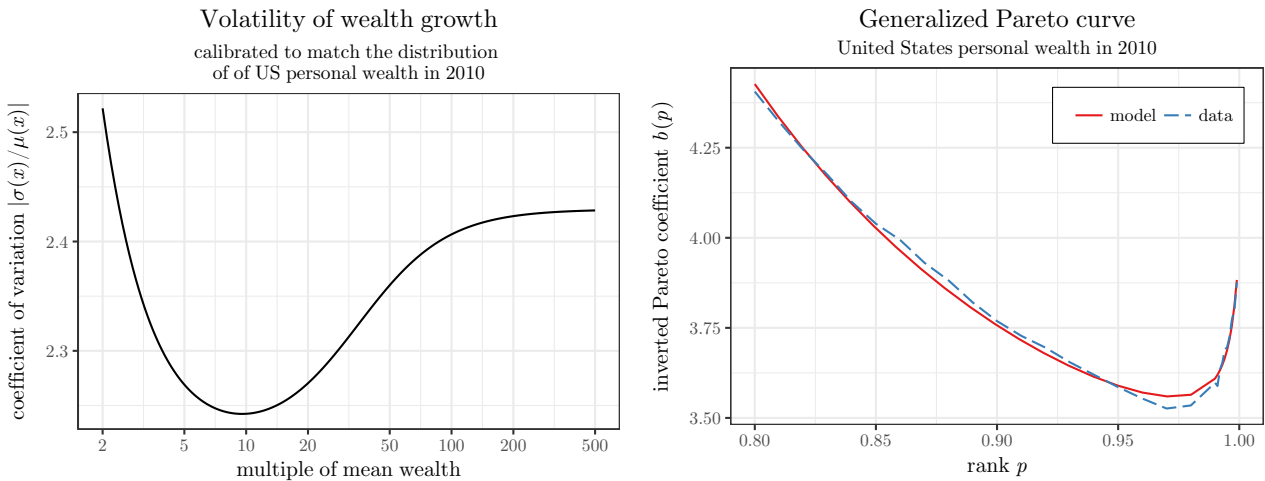 Volatility of wealth growth
calibrated to match the distribution
of of US personal wealth in 2010
coefficient of variation |σ(x)/μ(x)|
2.5
2.4
2.3
2 5 10 20 50 100 200 500
multiple of mean wealth
Generalized Pareto curve
United States personal wealth in 2010
inverted Pareto coefficient b(p)
model data
4.25
4.00
3.75
3.50
0.80 0.85 0.90 0.95 1.00
rank p